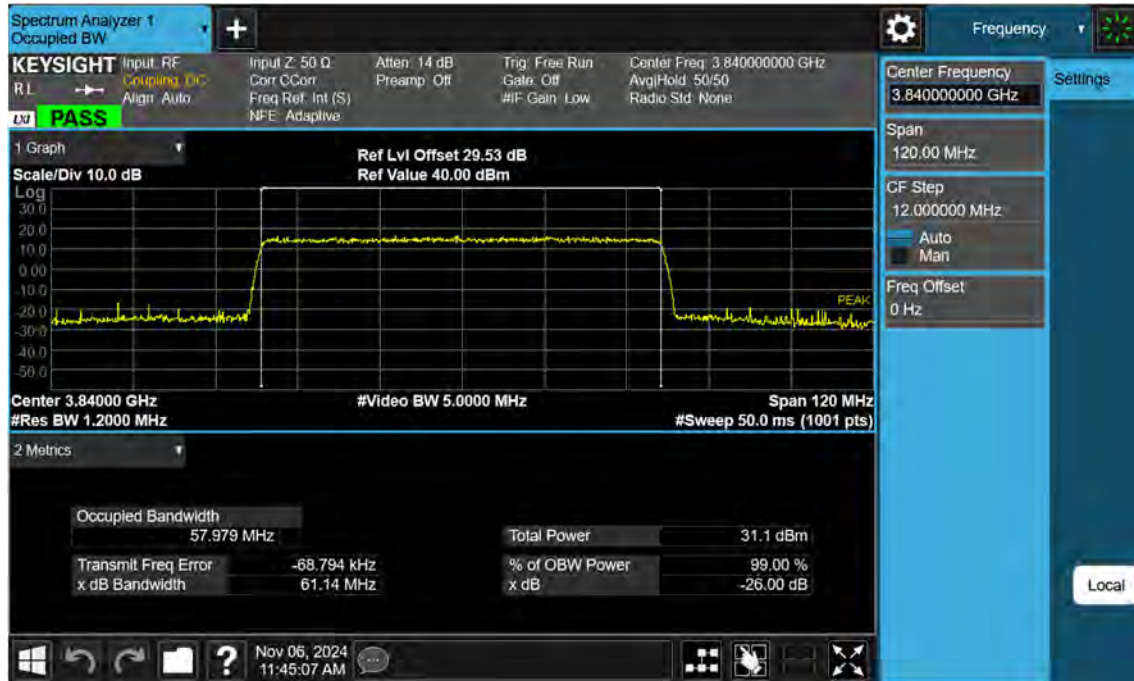 Spectrum Analyzer 1
Occupied BW
Frequency
KEYSIGHT
RL
LXI PASS
Input: RF
Coupling: DC
Align: Auto
Input Z: 50 Ω
Corr CCorr
Freq Ref: Int (S)
NFE: Adaptive
Atten: 14 dB
Preamp: Off
Trig: Free Run
Gate: Off
#IF Gain: Low
Center Freq: 3.840000000 GHz
Avg|Hold: 50/50
Radio Std: None
Center Frequency
3.840000000 GHz
Settings
Span
120.00 MHz
CF Step
12.000000 MHz
Auto
Man
Freq Offset
0 Hz
Local
1 Graph
Scale/Div 10.0 dB
Ref Lvl Offset 29.53 dB
Ref Value 40.00 dBm
Log
30.0
20.0
10.0
0.00
-10.0
-20.0
-30.0
-40.0
-50.0
PEAK
Center 3.84000 GHz
#Video BW 5.0000 MHz
Span 120 MHz
#Res BW 1.2000 MHz
#Sweep 50.0 ms (1001 pts)
2 Metrics
Occupied Bandwidth
57.979 MHz
Total Power 31.1 dBm
Transmit Freq Error -68.794 kHz
% of OBW Power 99.00 %
x dB Bandwidth 61.14 MHz
x dB -26.00 dB
?
Nov 06, 2024
11:45:07 AM